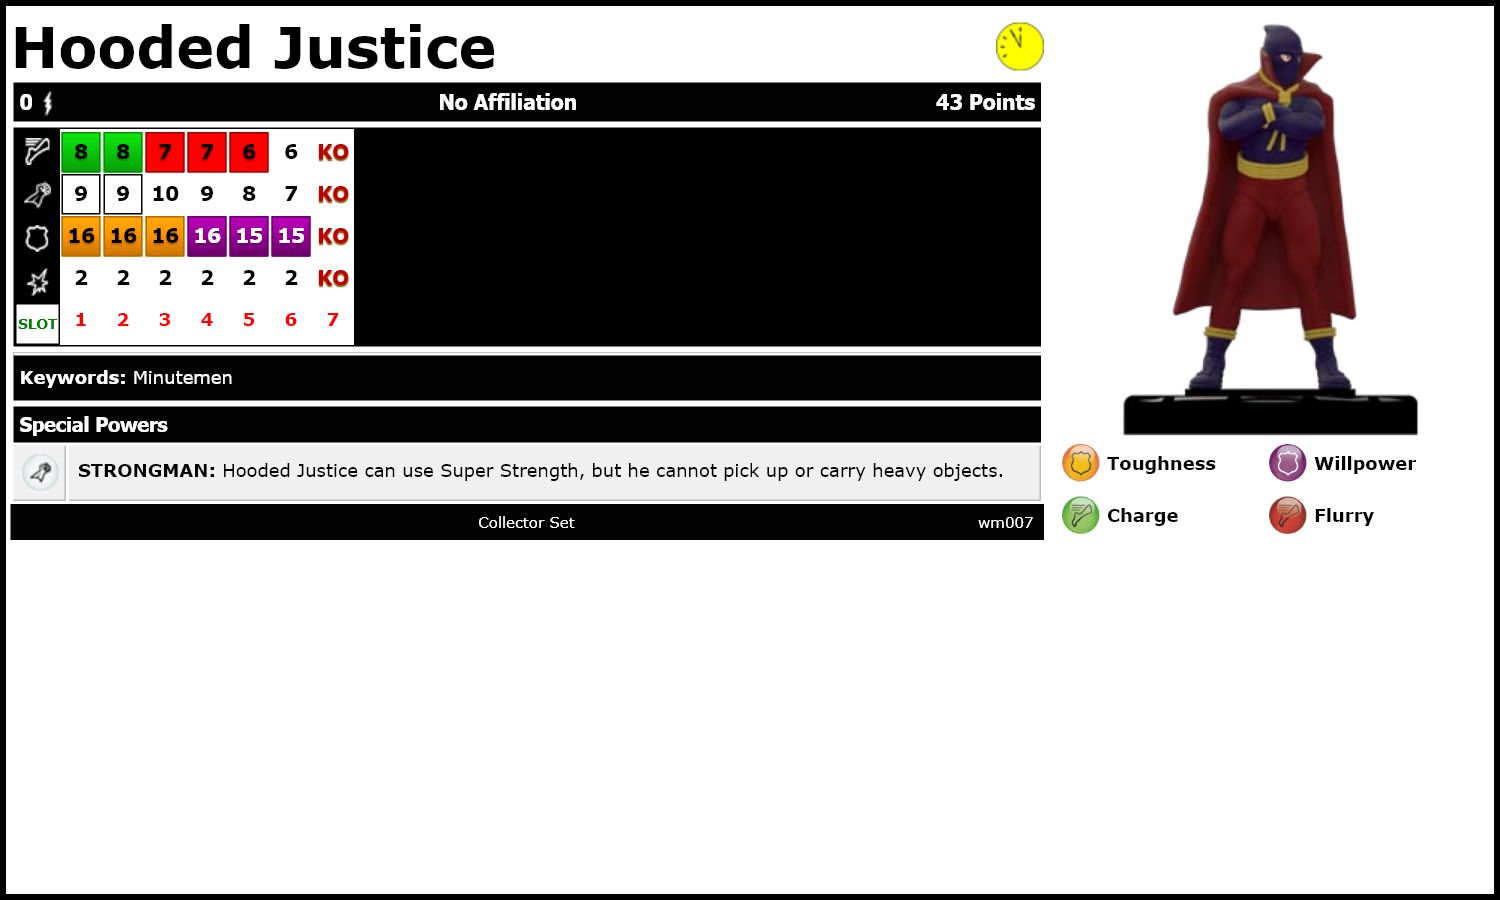 Hooded Justice
0 No Affiliation 43 Points
8 8 7 7 6 6 KO
9 9 10 9 8 7 KO
16 16 16 16 15 15 KO
2 2 2 2 2 2 KO
SLOT 1 2 3 4 5 6 7
Keywords: Minutemen
Special Powers
STRONGMAN: Hooded Justice can use Super Strength, but he cannot pick up or carry heavy objects.
Collector Set wm007
Toughness Willpower
Charge Flurry